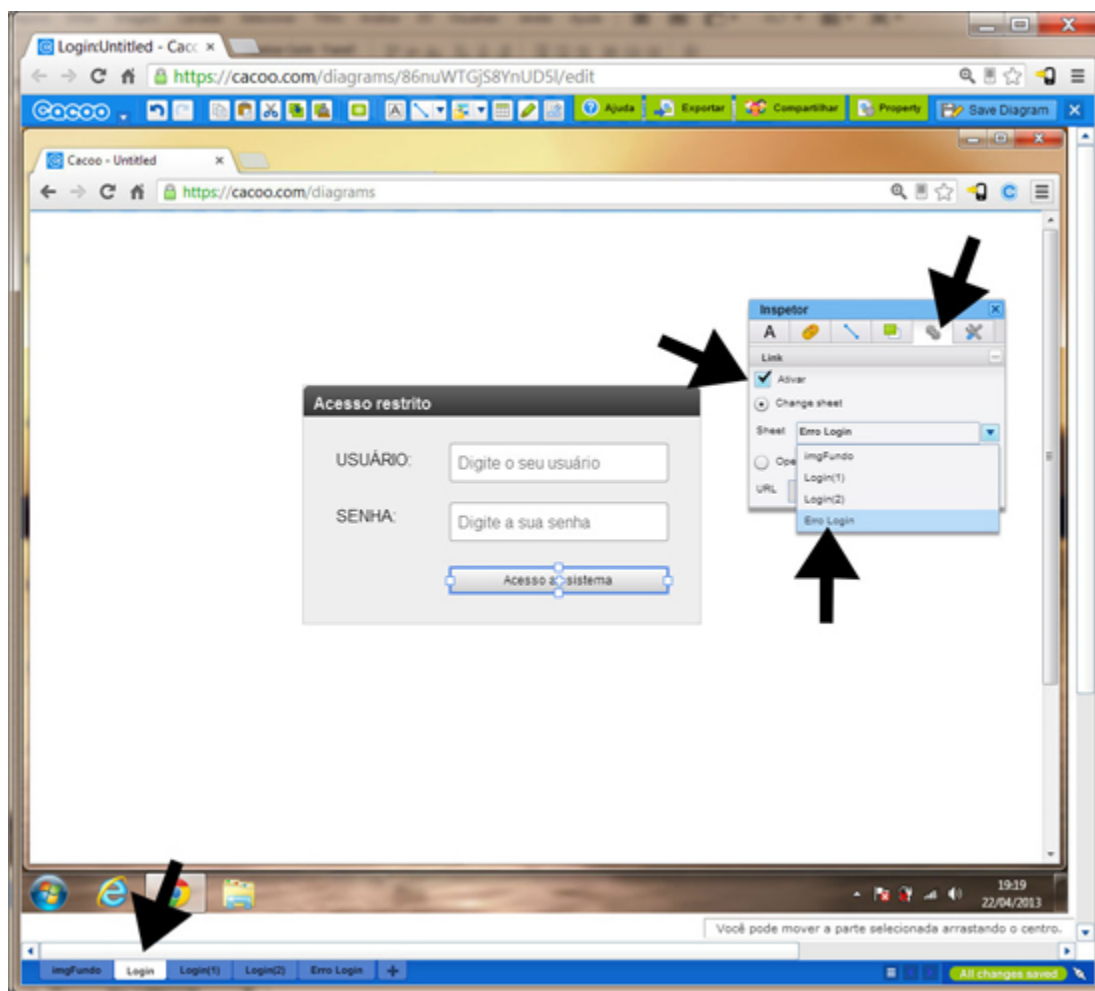 Login:Untitled - Cacc
https://cacoo.com/diagrams/86nuWTGjS8YnUD5l/edit
Cacoo
Ajuda
Exportar
Compartilhar
Property
Save Diagram
Cacoo - Untitled
https://cacoo.com/diagrams
Inspetor
A
Link
Ativar
Change sheet
Sheet Erro Login
imgFundo
Ope
Login(1)
URL
Login(2)
Erro Login
Acesso restrito
USUÁRIO: Digite o seu usuário
SENHA: Digite a sua senha
Acesso a sistema
19:19
22/04/2013
Você pode mover a parte selecionada arrastando o centro.
imgFundo Login Login(1) Login(2) Erro Login +
All changes saved